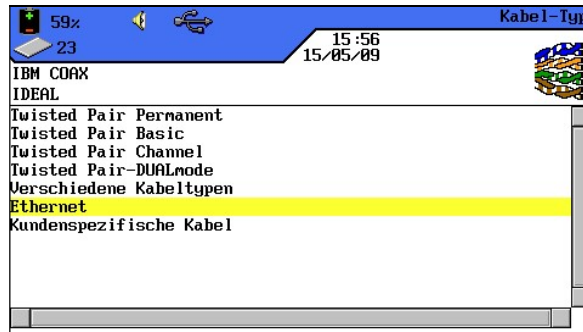 59%
Kabel-Typ
23
15:56
15/05/09
IBM COAX
IDEAL
Twisted Pair Permanent
Twisted Pair Basic
Twisted Pair Channel
Twisted Pair-DUALmode
Verschiedene Kabeltypen
Ethernet
Kundenspezifische Kabel